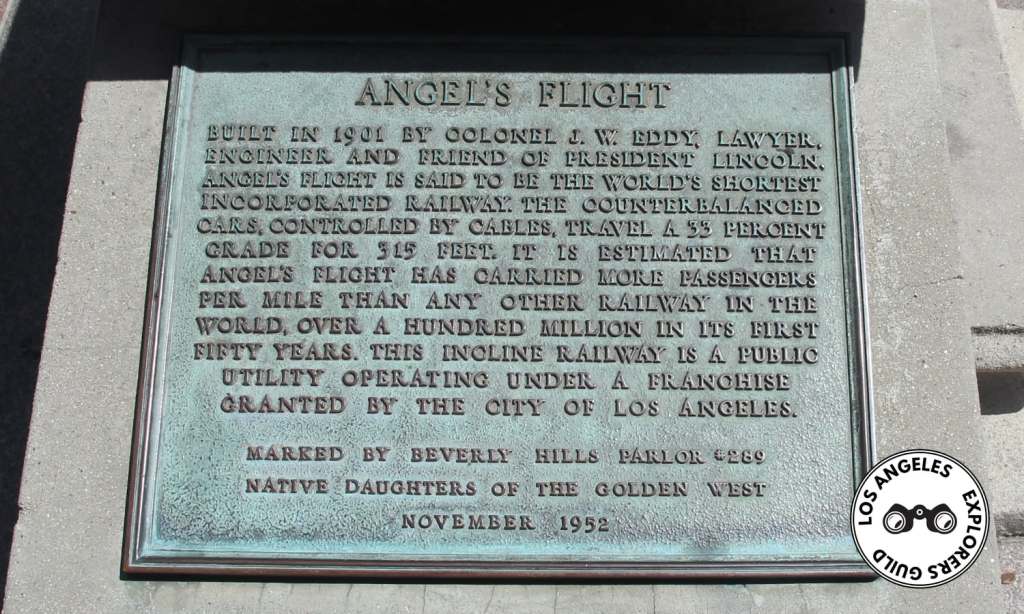 ANGEL'S FLIGHT
BUILT IN 1901 BY COLONEL J. W. EDDY, LAWYER,
ENGINEER AND FRIEND OF PRESIDENT LINCOLN,
ANGEL'S FLIGHT IS SAID TO BE THE WORLD'S SHORTEST
INCORPORATED RAILWAY. THE COUNTERBALANCED
CARS, CONTROLLED BY CABLES, TRAVEL A 33 PERCENT
GRADE FOR 315 FEET. IT IS ESTIMATED THAT
ANGEL'S FLIGHT HAS CARRIED MORE PASSENGERS
PER MILE THAN ANY OTHER RAILWAY IN THE
WORLD, OVER A HUNDRED MILLION IN ITS FIRST
FIFTY YEARS. THIS INCLINE RAILWAY IS A PUBLIC
UTILITY OPERATING UNDER A FRANCHISE
GRANTED BY THE CITY OF LOS ANGELES.
MARKED BY BEVERLY HILLS PARLOR #289
NATIVE DAUGHTERS OF THE GOLDEN WEST
NOVEMBER 1952
LOS ANGELES EXPLORERS GUILD